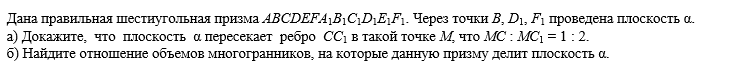 Дана правильная шестиугольная призма ABCDEFA₁B₁C₁D₁E₁F₁. Через точки B, D₁, F₁ проведена плоскость α.
а) Докажите, что плоскость α пересекает ребро CC₁ в такой точке M, что MC : MC₁ = 1 : 2.
б) Найдите отношение объемов многогранников, на которые данную призму делит плоскость α.